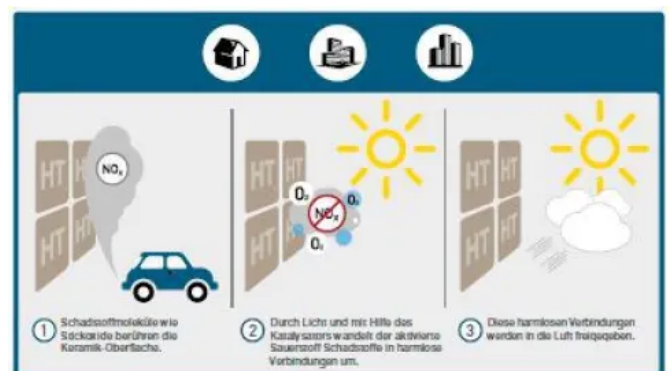 HT HT
HT HT
NOₓ
1 Schadstoffmoleküle wie
Stickoxide berühren die
Keramik-Oberfläche.
HT HT
HT HT
O₂ O₂
NOₓ
O₂
2 Durch Licht und mit Hilfe des
Katalysators wandelt der aktivierte
Sauerstoff Schadstoffe in harmlose
Verbindungen um.
HT HT
HT HT
3 Diese harmlosen Verbindungen
werden in die Luft freigegeben.